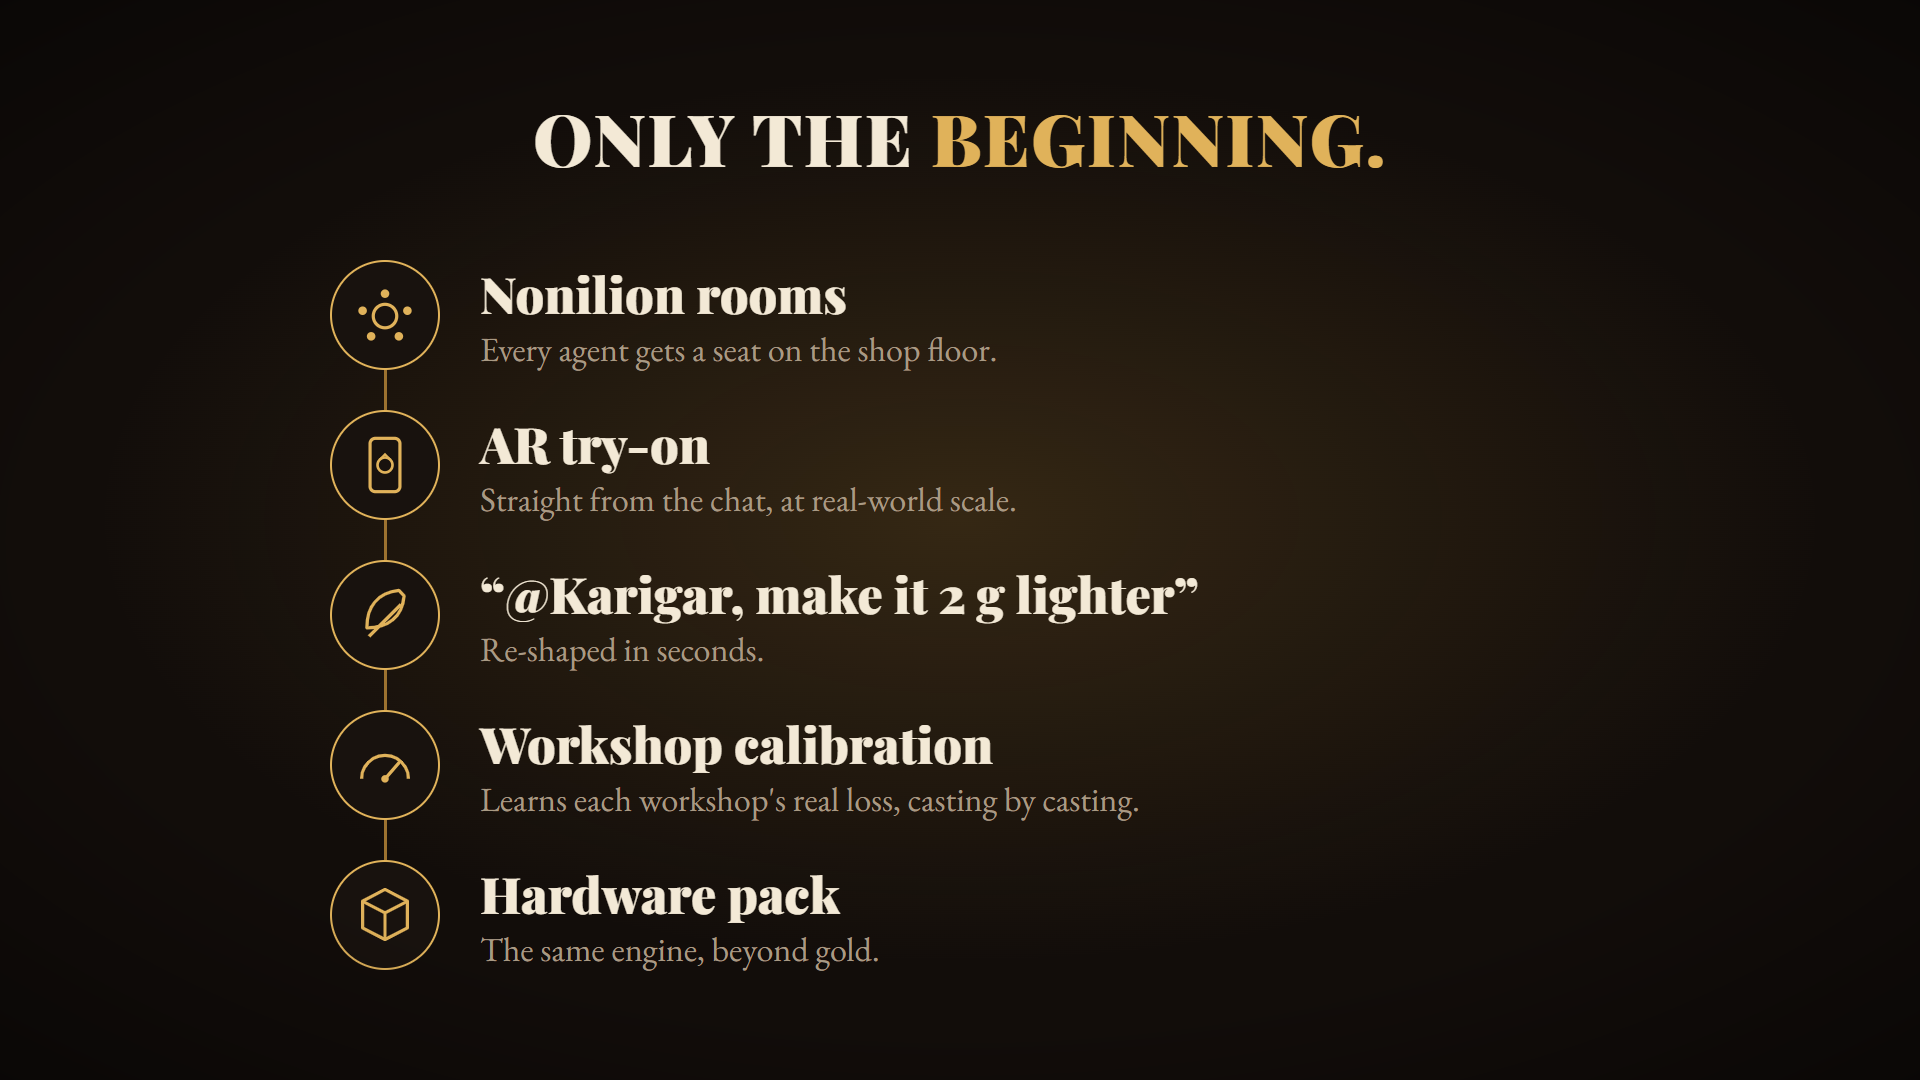 ONLY THE BEGINNING.
Nonilion rooms
Every agent gets a seat on the shop floor.
AR try-on
Straight from the chat, at real-world scale.
“@Karigar, make it 2 g lighter”
Re-shaped in seconds.
Workshop calibration
Learns each workshop's real loss, casting by casting.
Hardware pack
The same engine, beyond gold.